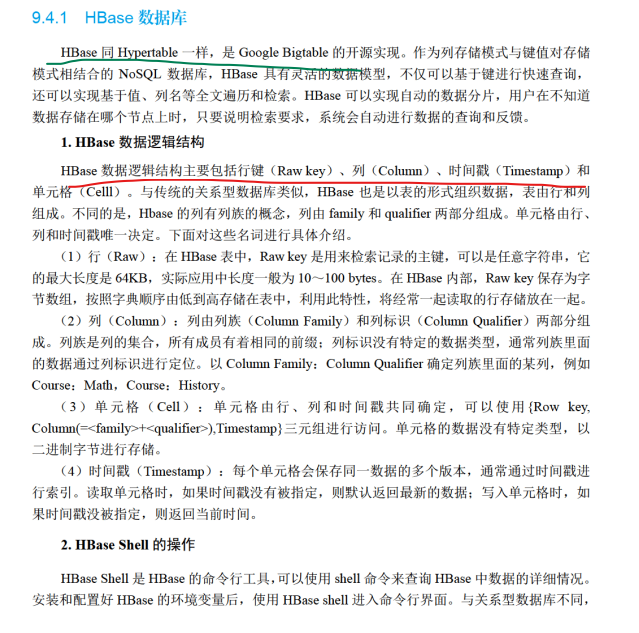 9.4.1 HBase 数据库
HBase 同 Hypertable 一样，是 Google Bigtable 的开源实现。作为列存储模式与键值对存储
模式相结合的 NoSQL 数据库，HBase 具有灵活的数据模型，不仅可以基于键进行快速查询，
还可以实现基于值、列名等全文遍历和检索。HBase 可以实现自动的数据分片，用户在不知道
数据存储在哪个节点上时，只要说明检索要求，系统会自动进行数据的查询和反馈。
1. HBase 数据逻辑结构
HBase 数据逻辑结构主要包括行键（Raw key）、列（Column）、时间戳（Timestamp）和
单元格（Celll）。与传统的关系型数据库类似，HBase 也是以表的形式组织数据，表由行和列
组成。不同的是，Hbase 的列有列族的概念，列由 family 和 qualifier 两部分组成。单元格由行、
列和时间戳唯一决定。下面对这些名词进行具体介绍。
（1）行（Raw）：在 HBase 表中，Raw key 是用来检索记录的主键，可以是任意字符串，它
的最大长度是 64KB，实际应用中长度一般为 10～100 bytes。在 HBase 内部，Raw key 保存为字
节数组，按照字典顺序由低到高存储在表中，利用此特性，将经常一起读取的行存储放在一起。
（2）列（Column）：列由列族（Column Family）和列标识（Column Qualifier）两部分组
成。列族是列的集合，所有成员有着相同的前缀；列标识没有特定的数据类型，通常列族里面
的数据通过列标识进行定位。以 Column Family：Column Qualifier 确定列族里面的某列，例如
Course：Math，Course：History。
（3）单元格（Cell）：单元格由行、列和时间戳共同确定，可以使用{Row key,
Column(=<family>+<qualifier>),Timestamp}三元组进行访问。单元格的数据没有特定类型，以
二进制字节进行存储。
（4）时间戳（Timestamp）：每个单元格会保存同一数据的多个版本，通常通过时间戳进
行索引。读取单元格时，如果时间戳没有被指定，则默认返回最新的数据；写入单元格时，如
果时间戳没被指定，则返回当前时间。
2. HBase Shell 的操作
HBase Shell 是 HBase 的命令行工具，可以使用 shell 命令来查询 HBase 中数据的详细情况。
安装和配置好 HBase 的环境变量后，使用 HBase shell 进入命令行界面。与关系型数据库不同，